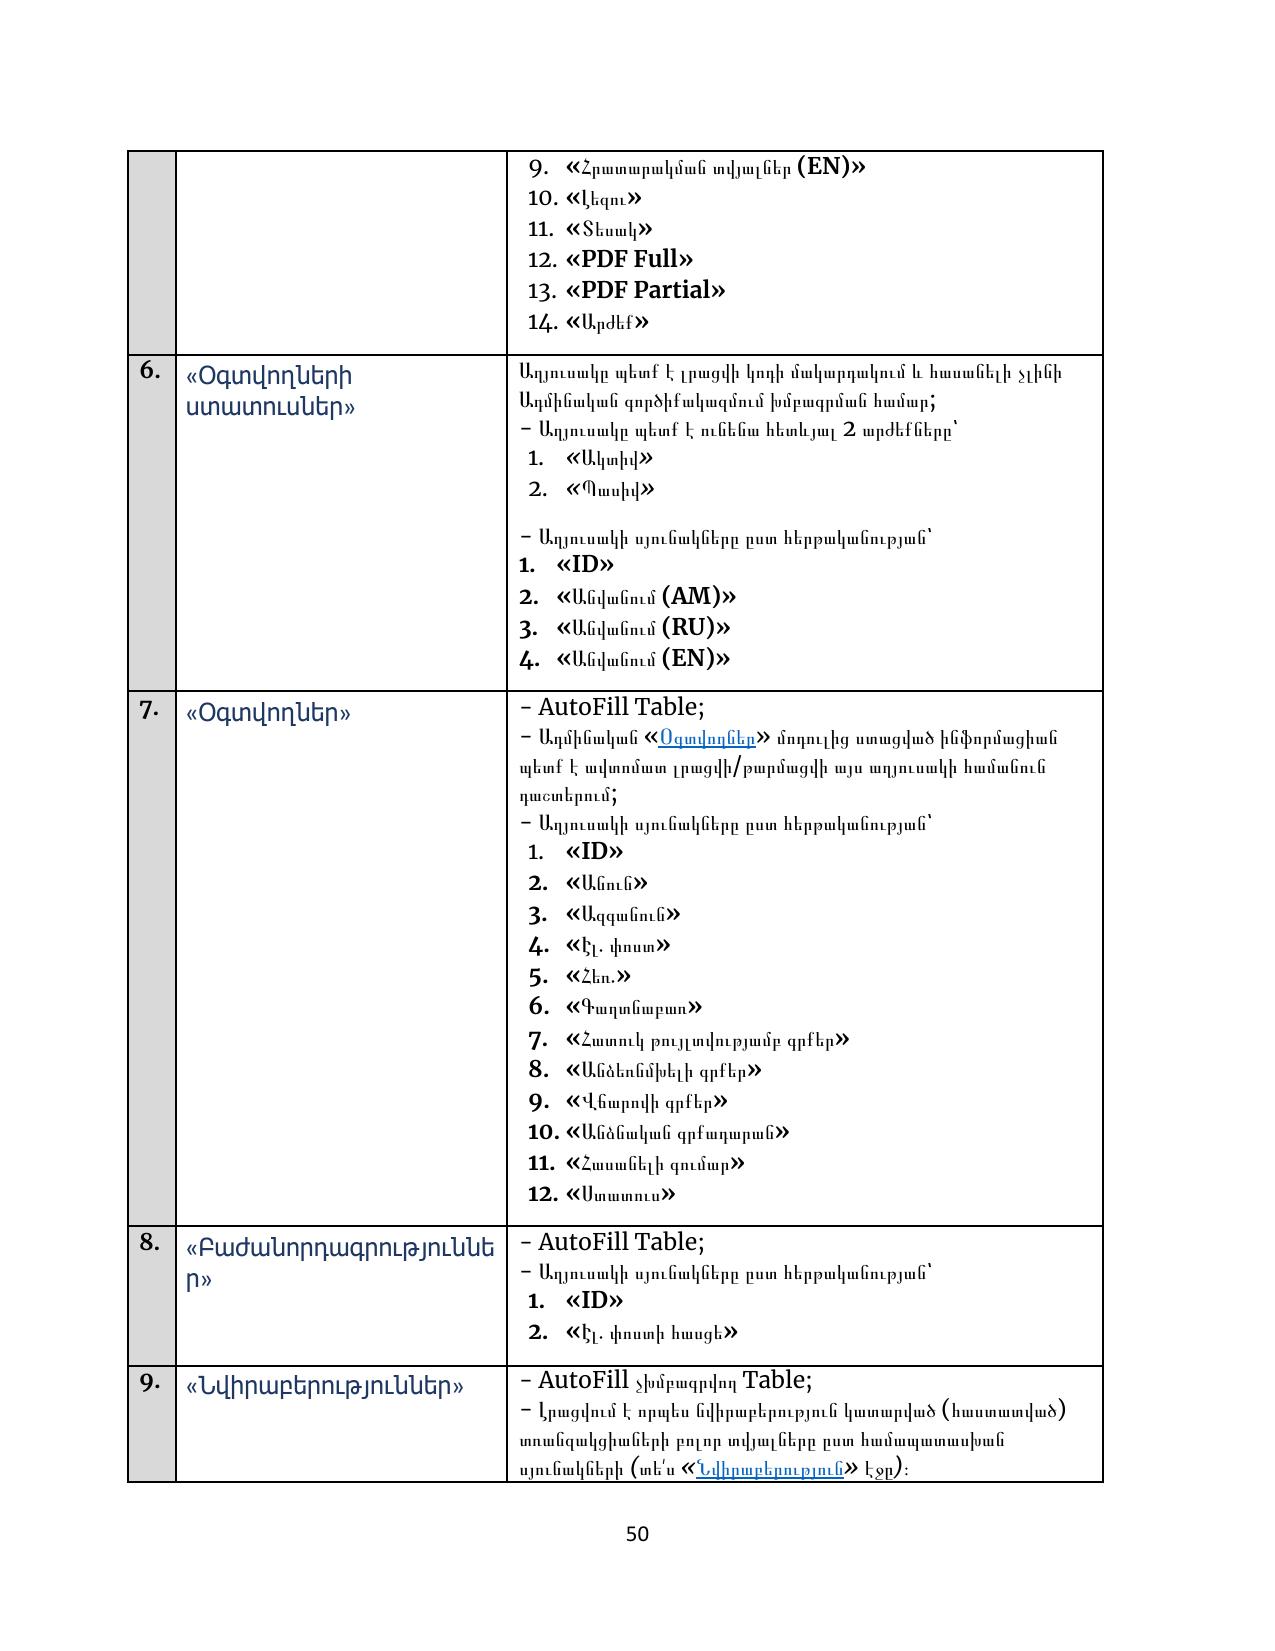 9. «Հրատարակման տվյալներ (EN)»
10. «Լեզու»
11. «Տեսակ»
12. «PDF Full»
13. «PDF Partial»
14. «Արժեք»
6.
«Օգտվողների
ստատուսներ»
Աղյուսակը պետք է լրացվի կոդի մակարդակում և հասանելի չլինի
Ադմինական գործիքակազմում խմբագրման համար;
– Աղյուսակը պետք է ունենա հետևյալ 2 արժեքները՝
1. «Ակտիվ»
2. «Պասիվ»
– Աղյուսակի սյունակները ըստ հերթականության՝
1. «ID»
2. «Անվանում (AM)»
3. «Անվանում (RU)»
4. «Անվանում (EN)»
7.
«Օգտվողներ»
– AutoFill Table;
– Ադմինական «Օգտվողներ» մոդուլից ստացված ինֆորմացիան
պետք է ավտոմատ լրացվի/թարմացվի այս աղյուսակի համանուն
դաշտերում;
– Աղյուսակի սյունակները ըստ հերթականության՝
1. «ID»
2. «Անուն»
3. «Ազգանուն»
4. «Էլ. փոստ»
5. «Հեռ.»
6. «Գաղտնաբառ»
7. «Հատուկ թույլտվությամբ գրքեր»
8. «Անձեռնմխելի գրքեր»
9. «Վճարովի գրքեր»
10. «Անձնական գրքադարան»
11. «Հասանելի գումար»
12. «Ստատուս»
8.
«Բաժանորդագրություննե
ր»
– AutoFill Table;
– Աղյուսակի սյունակները ըստ հերթականության՝
1. «ID»
2. «Էլ. փոստի հասցե»
9.
«Նվիրաբերություններ»
– AutoFill չխմբագրվող Table;
– Լրացվում է որպես նվիրաբերություն կատարված (հաստատված)
տռանզակցիաների բոլոր տվյալները ըստ համապատասխան
սյունակների (տե՛ս «Նվիրաբերություն» էջը)։
50